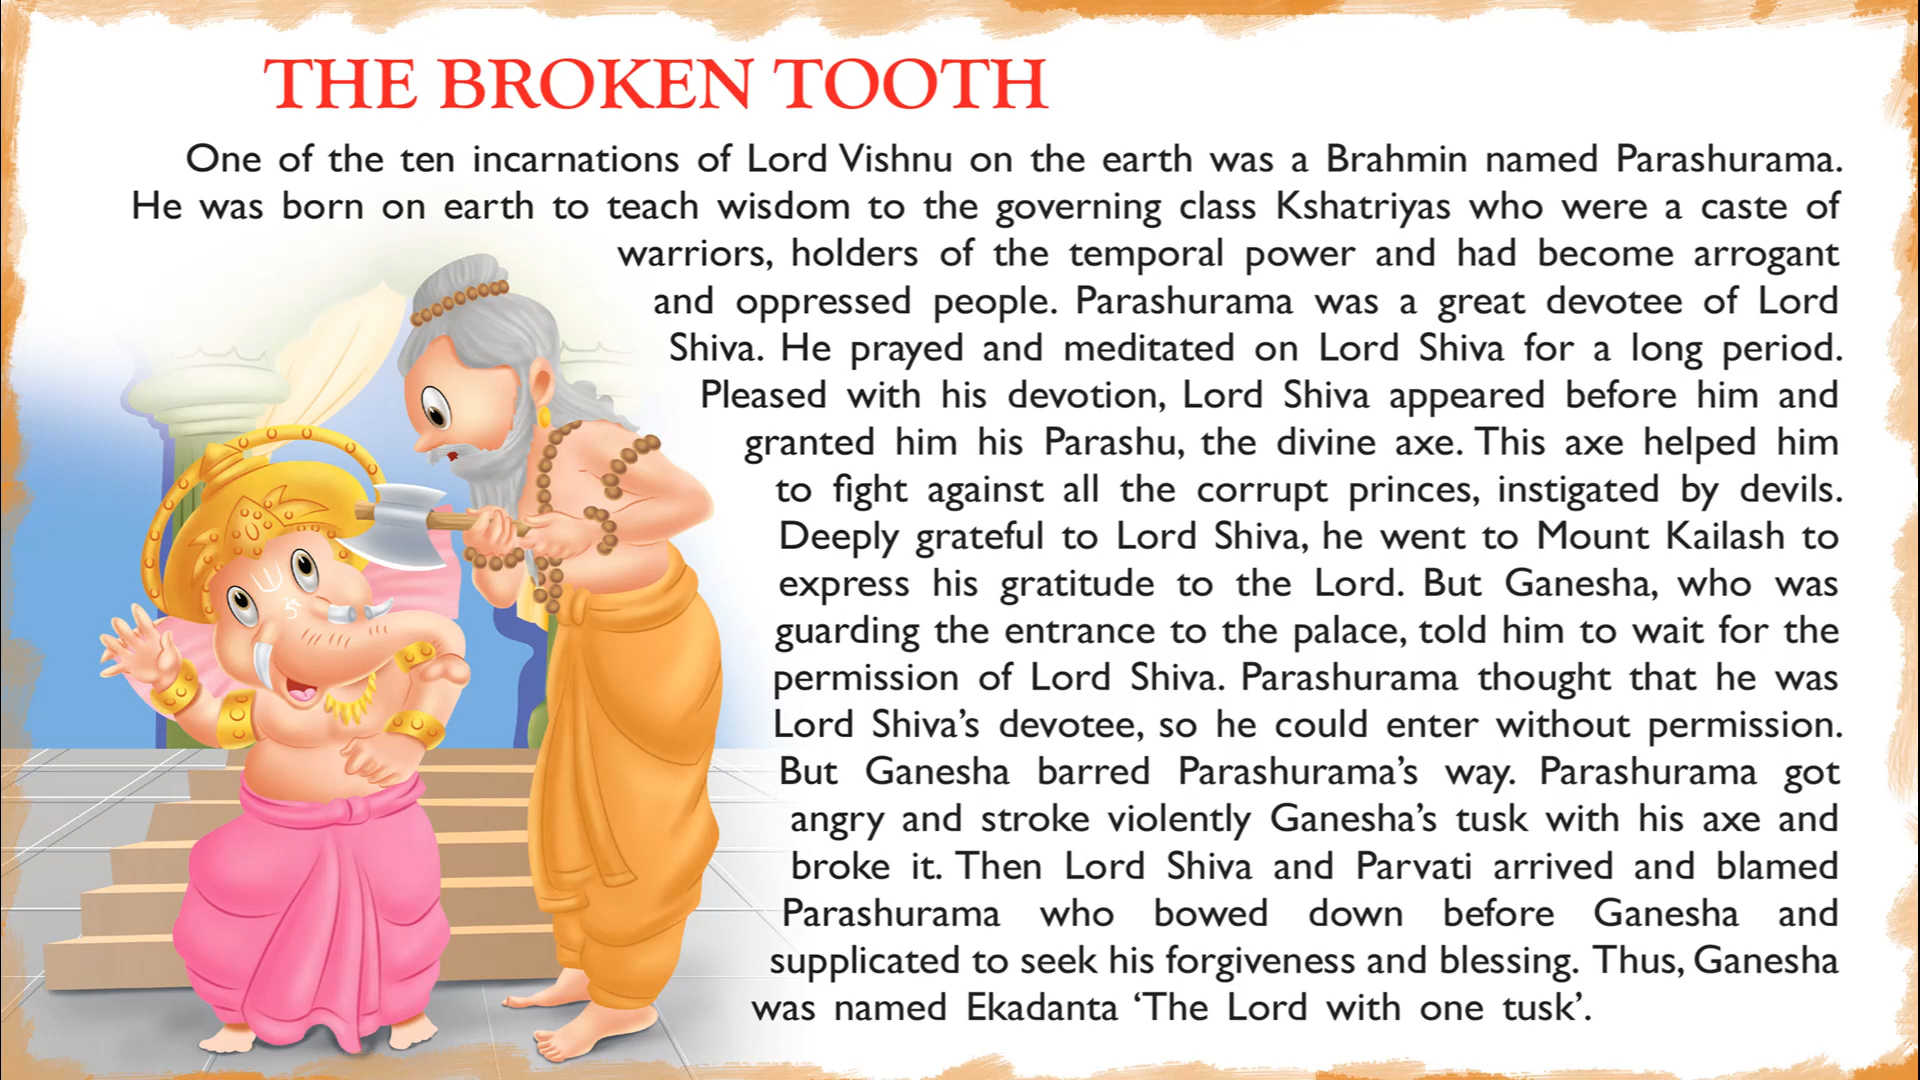 THE BROKEN TOOTH
One of the ten incarnations of Lord Vishnu on the earth was a Brahmin named Parashurama.
He was born on earth to teach wisdom to the governing class Kshatriyas who were a caste of
warriors, holders of the temporal power and had become arrogant
and oppressed people. Parashurama was a great devotee of Lord
Shiva. He prayed and meditated on Lord Shiva for a long period.
Pleased with his devotion, Lord Shiva appeared before him and
granted him his Parashu, the divine axe. This axe helped him
to fight against all the corrupt princes, instigated by devils.
Deeply grateful to Lord Shiva, he went to Mount Kailash to
express his gratitude to the Lord. But Ganesha, who was
guarding the entrance to the palace, told him to wait for the
permission of Lord Shiva. Parashurama thought that he was
Lord Shiva’s devotee, so he could enter without permission.
But Ganesha barred Parashurama’s way. Parashurama got
angry and stroke violently Ganesha’s tusk with his axe and
broke it. Then Lord Shiva and Parvati arrived and blamed
Parashurama who bowed down before Ganesha and
supplicated to seek his forgiveness and blessing. Thus, Ganesha
was named Ekadanta ‘The Lord with one tusk’.
ॐ